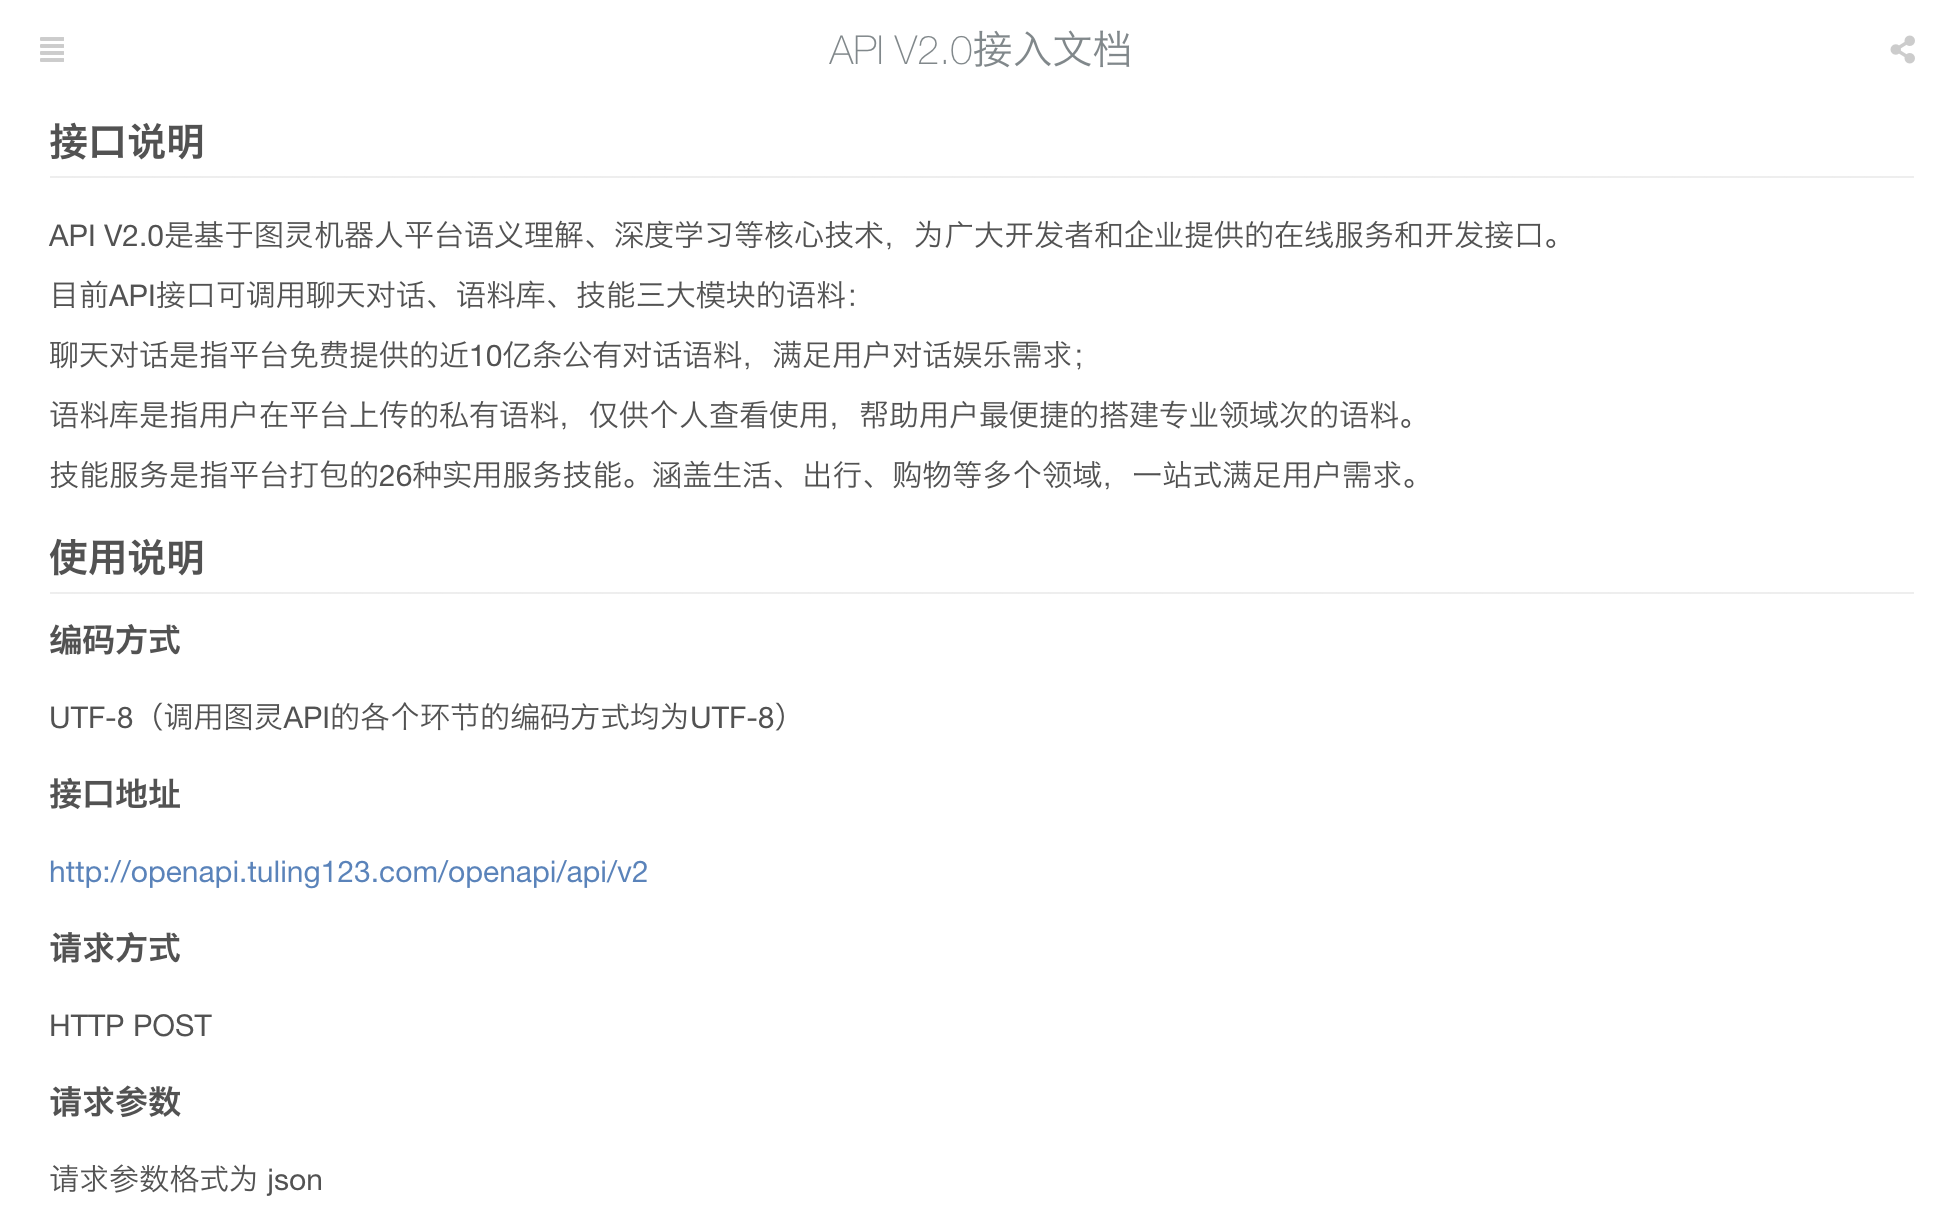 API V2.0接入文档
接口说明
API V2.0是基于图灵机器人平台语义理解、深度学习等核心技术，为广大开发者和企业提供的在线服务和开发接口。
目前API接口可调用聊天对话、语料库、技能三大模块的语料：
聊天对话是指平台免费提供的近10亿条公有对话语料，满足用户对话娱乐需求；
语料库是指用户在平台上传的私有语料，仅供个人查看使用，帮助用户最便捷的搭建专业领域次的语料。
技能服务是指平台打包的26种实用服务技能。涵盖生活、出行、购物等多个领域，一站式满足用户需求。
使用说明
编码方式
UTF-8（调用图灵API的各个环节的编码方式均为UTF-8）
接口地址
http://openapi.tuling123.com/openapi/api/v2
请求方式
HTTP POST
请求参数
请求参数格式为 json